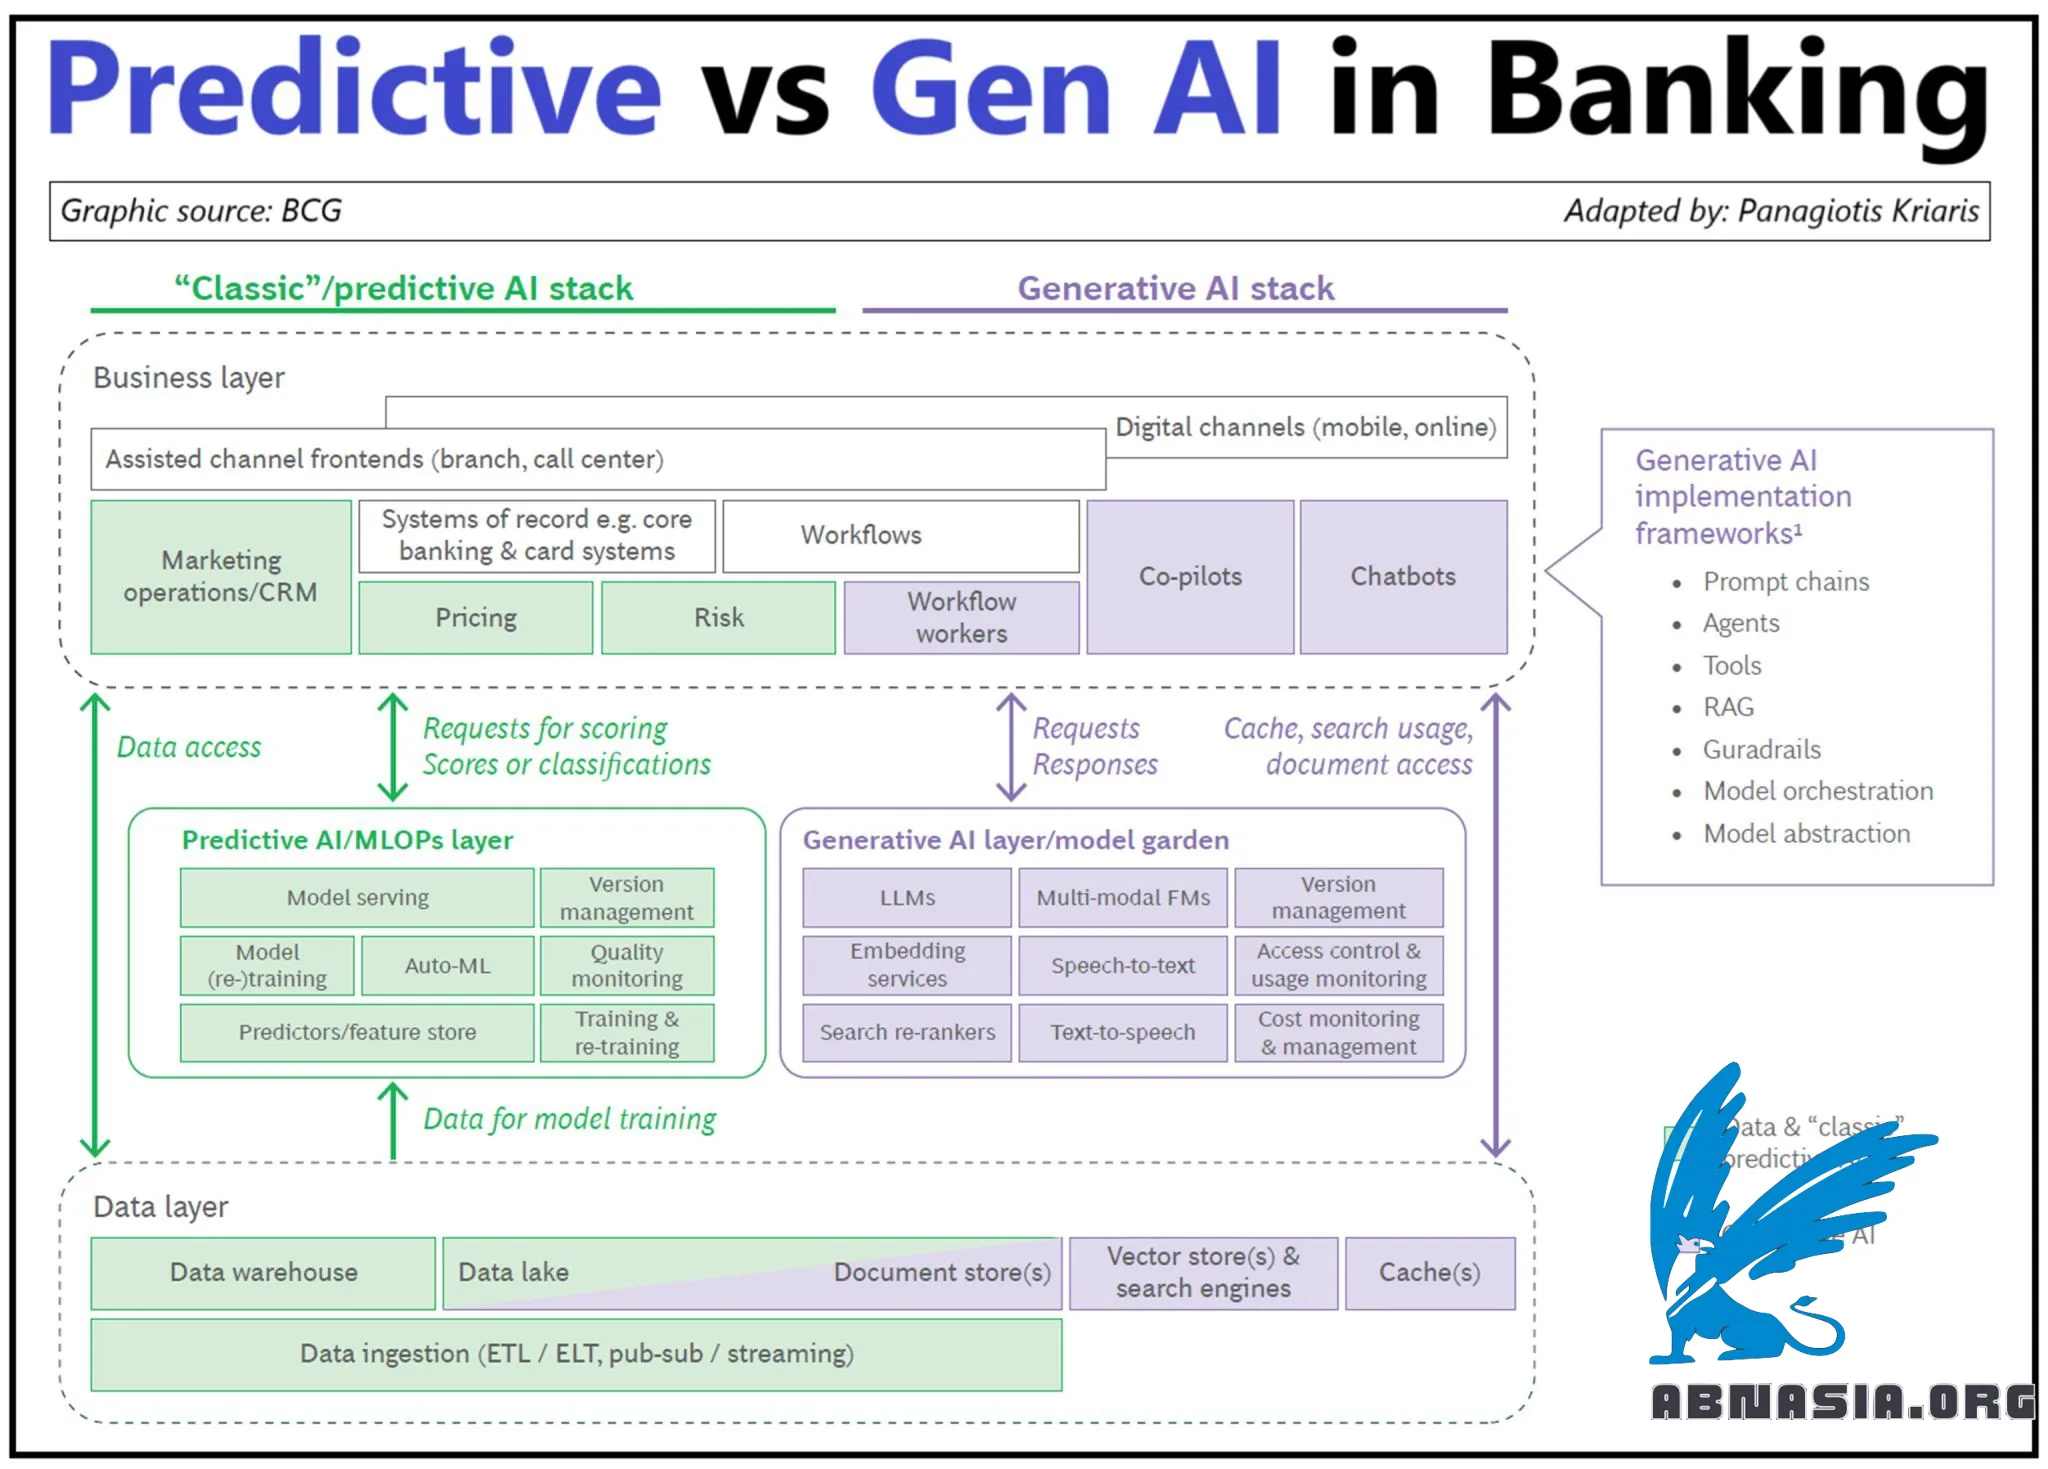 Predictive vs Gen AI in Banking
Graphic source: BCG
Adapted by: Panagiotis Kriaris
“Classic”/predictive AI stack
Generative AI stack
Business layer
Digital channels (mobile, online)
Assisted channel frontends (branch, call center)
Marketing
operations/CRM
Systems of record e.g. core
banking & card systems
Workflows
Pricing
Risk
Workflow
workers
Co-pilots
Chatbots
Generative AI
implementation
frameworks¹
• Prompt chains
• Agents
• Tools
• RAG
• Guradrails
• Model orchestration
• Model abstraction
Data access
Requests for scoring
Scores or classifications
Requests
Responses
Cache, search usage,
document access
Predictive AI/MLOPs layer
Model serving
Version
management
Model
(re-)training
Auto-ML
Quality
monitoring
Predictors/feature store
Training &
re-training
Generative AI layer/model garden
LLMs
Multi-modal FMs
Version
management
Embedding
services
Speech-to-text
Access control &
usage monitoring
Search re-rankers
Text-to-speech
Cost monitoring
& management
Data for model training
Data layer
Data warehouse
Data lake
Document store(s)
Vector store(s) &
search engines
Cache(s)
Data ingestion (ETL / ELT, pub-sub / streaming)
Data & “classic”
AI
ABNASIA.ORG